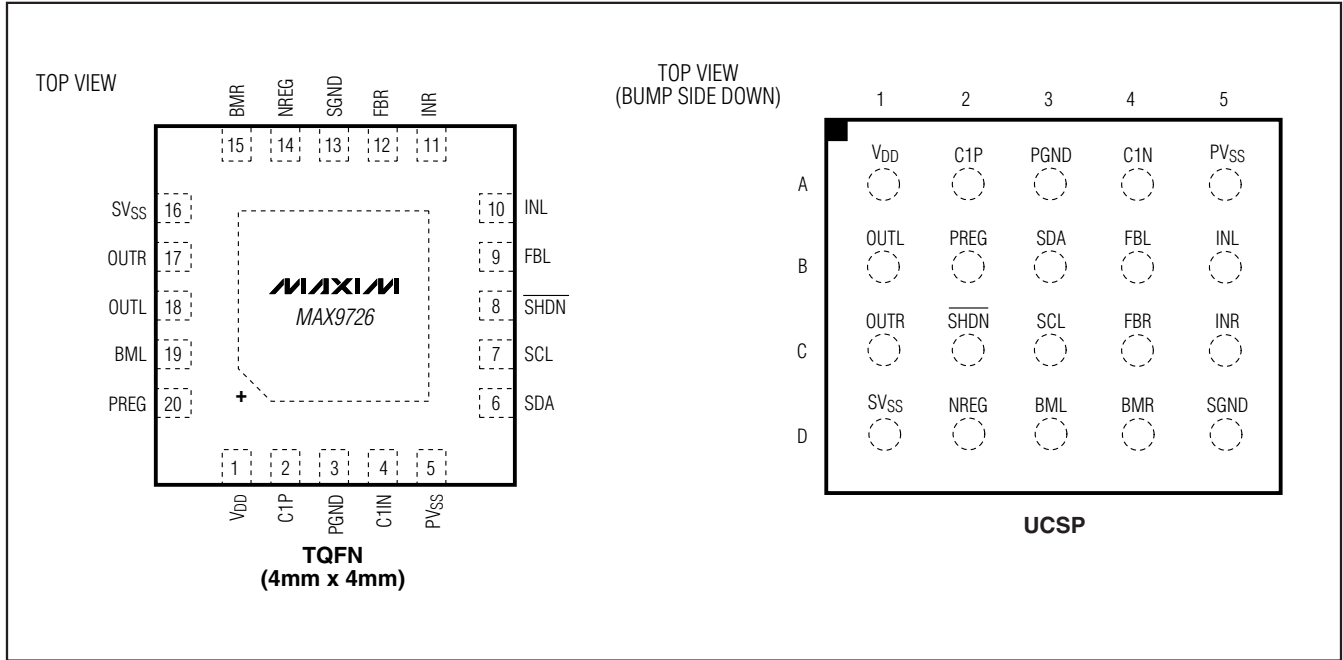 TOP VIEW
BMR
NREG
SGND
FBR
INR
15 14 13 12 11
SVSS 16
OUTR 17
OUTL 18
BML 19
PREG 20
10 INL
9 FBL
8 SHDN
7 SCL
6 SDA
MAXIM
MAX9726
+
1 2 3 4 5
VDD
C1P
PGND
C1IN
PVSS
TQFN
(4mm x 4mm)
TOP VIEW
(BUMP SIDE DOWN)
1 2 3 4 5
A
VDD C1P PGND C1N PVSS
B
OUTL PREG SDA FBL INL
C
OUTR SHDN SCL FBR INR
D
SVSS NREG BML BMR SGND
UCSP